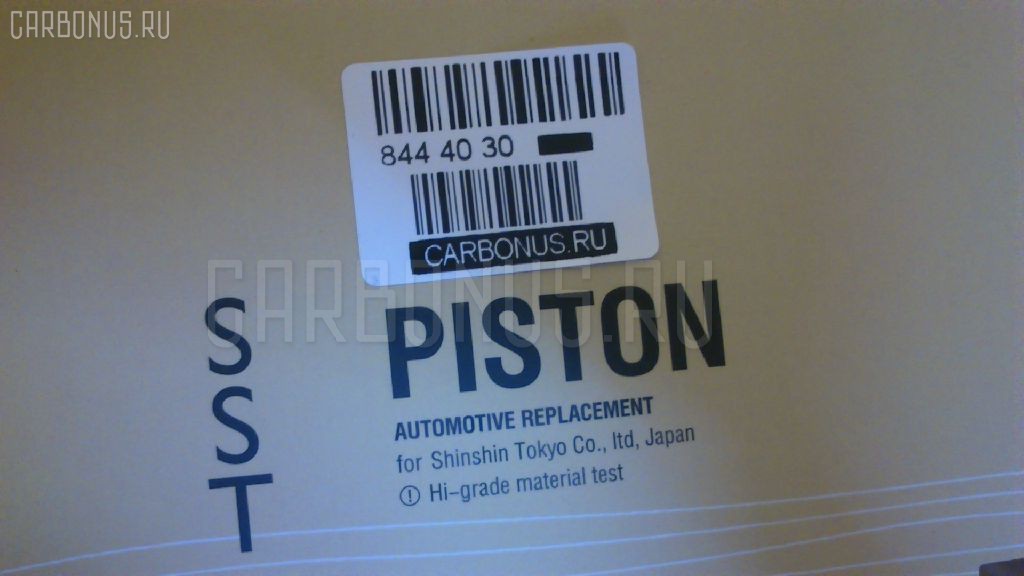 CARBONUS.RU
844 40 30
CARBONUS.RU
CARBONUS.RU
SST
PISTON
AUTOMOTIVE REPLACEMENT
for Shinshin Tokyo Co., ltd, Japan
! Hi-grade material test